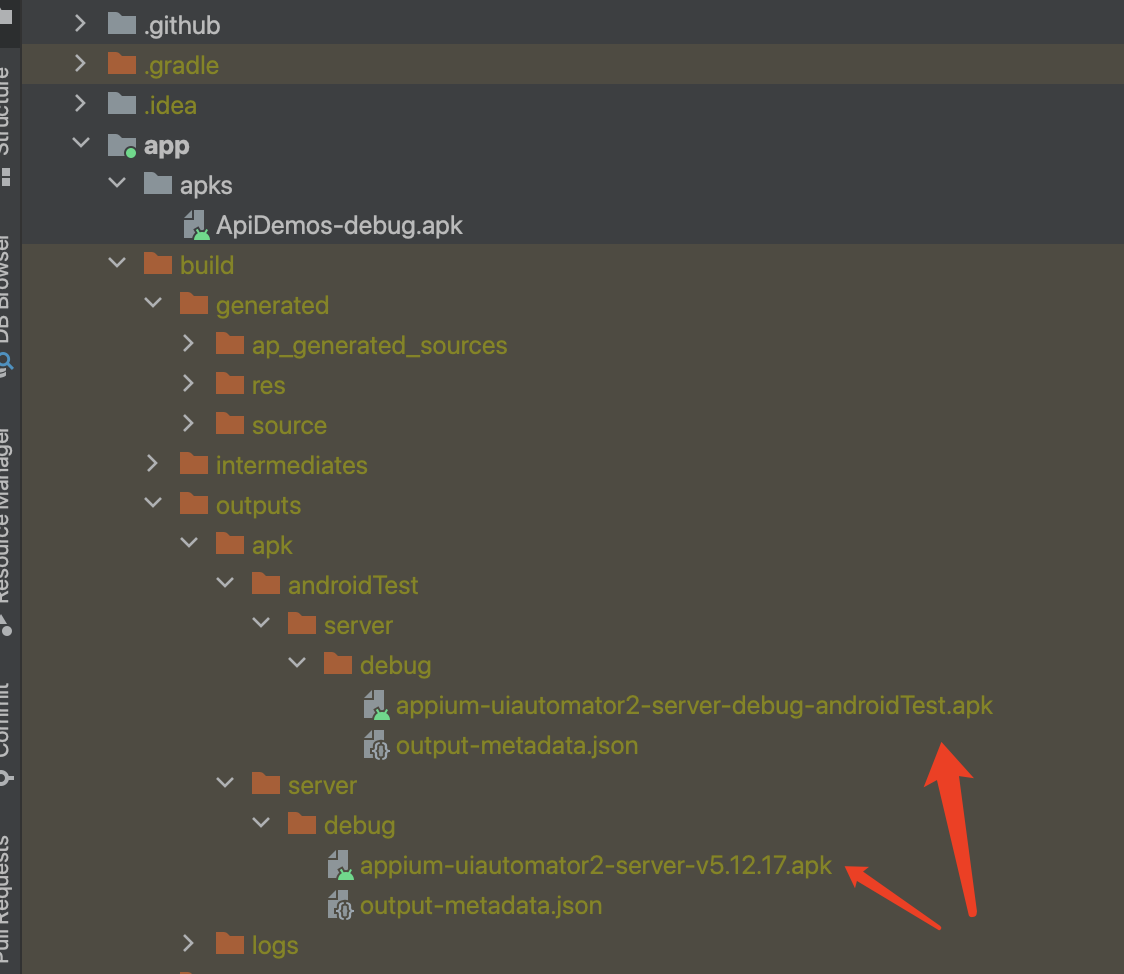 .github
.gradle
.idea
app
apks
ApiDemos-debug.apk
build
generated
ap_generated_sources
res
source
intermediates
outputs
apk
androidTest
server
debug
appium-uiautomator2-server-debug-androidTest.apk
output-metadata.json
server
debug
appium-uiautomator2-server-v5.12.17.apk
output-metadata.json
logs
Structure
DB Browser
Resource Manager
Commit
Pull Requests